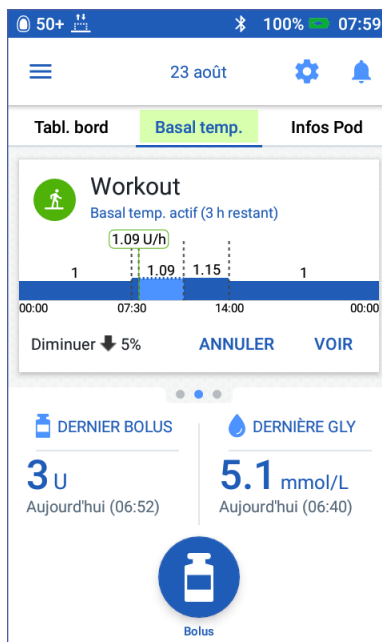 50+ 100% 07:59
23 août
Tabl. bord Basal temp. Infos Pod
Workout
Basal temp. actif (3 h restant)
1.09 U/h
1 1.09 1.15 1
00:00 07:30 14:00 00:00
Diminuer 5% ANNULER VOIR
DERNIER BOLUS DERNIÈRE GLY
3 U 5.1 mmol/L
Aujourd'hui (06:52) Aujourd'hui (06:40)
Bolus